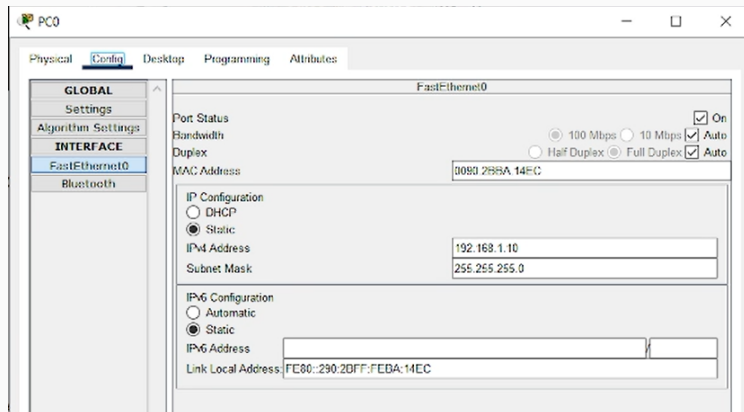 PC0
Physical Config Desktop Programming Attributes
GLOBAL
Settings
Algorithm Settings
INTERFACE
FastEthernet0
Bluetooth
FastEthernet0
Port Status On
Bandwidth 100 Mbps 10 Mbps Auto
Duplex Half Duplex Full Duplex Auto
MAC Address 0090.2BBA.14EC
IP Configuration
DHCP
Static
IPv4 Address 192.168.1.10
Subnet Mask 255.255.255.0
IPv6 Configuration
Automatic
Static
IPv6 Address /
Link Local Address: FE80::290:2BFF:FEBA:14EC